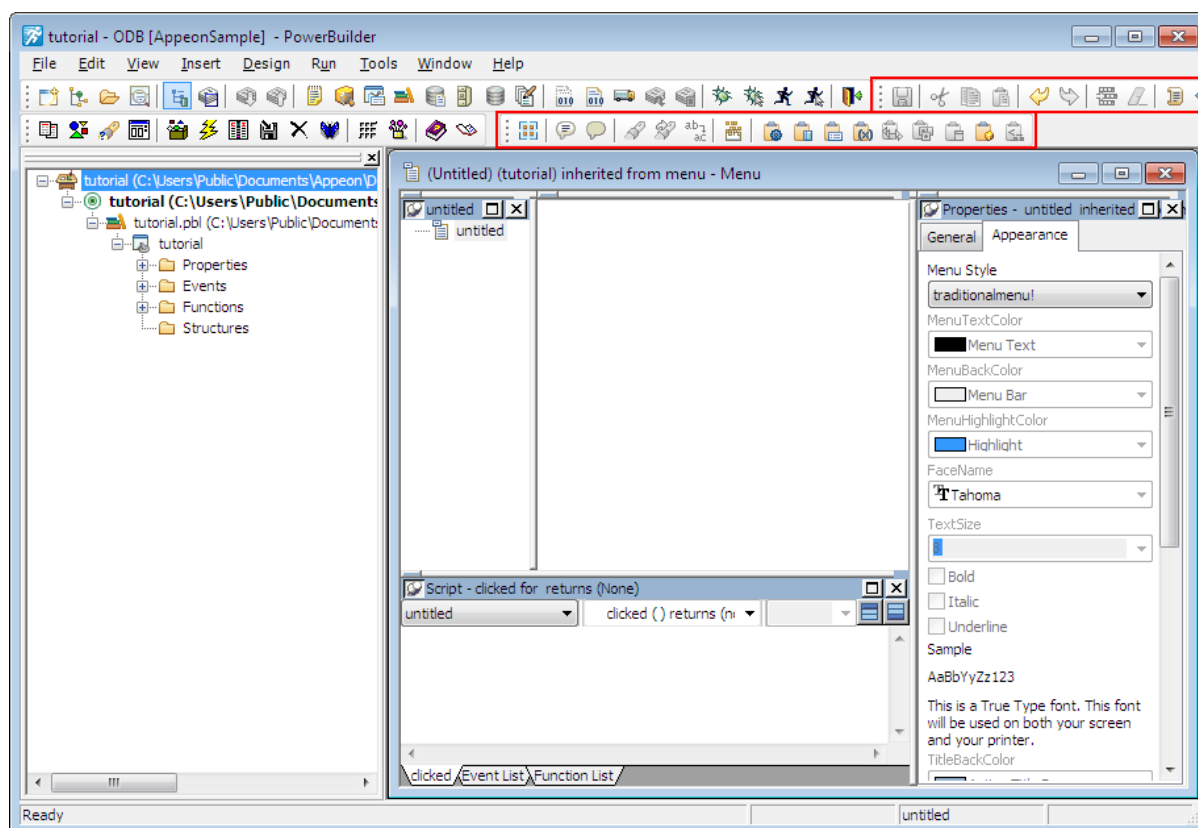 tutorial - ODB [AppeonSample] - PowerBuilder
File Edit View Insert Design Run Tools Window Help
tutorial (C:\Users\Public\Documents\Appeon\D
tutorial (C:\Users\Public\Documents
tutorial.pbl (C:\Users\Public\Documents
tutorial
Properties
Events
Functions
Structures
(Untitled) (tutorial) inherited from menu - Menu
untitled
untitled
Script - clicked for returns (None)
untitled clicked ( ) returns (n
clicked Event List Function List
Properties - untitled inherited
General Appearance
Menu Style
traditionalmenu!
MenuTextColor
Menu Text
MenuBackColor
Menu Bar
MenuHighlightColor
Highlight
FaceName
Tahoma
TextSize
8
Bold
Italic
Underline
Sample
AaBbYyZz123
This is a True Type font. This font
will be used on both your screen
and your printer.
TitleBackColor
Ready untitled